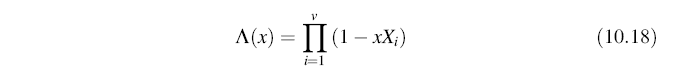 Λ(x) = ∏_{i=1}^{v} (1 − xX_i) (10.18)